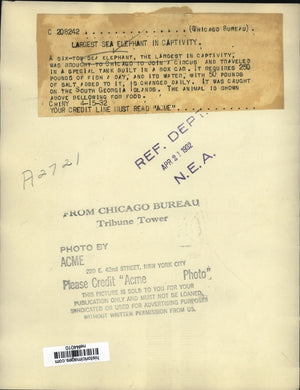 C 208242 . . . . . . . . . . . . . . . . . (CHICAGO BUREAU)
LARGEST SEA ELEPHANT IN CAPTIVITY.
A SIX-TON SEA ELEPHANT, THE LARGEST IN CAPTIVITY,
WAS BROUGHT TO CHICAGO TO JOIN A CIRCUS AND TRAVELED
IN A SPECIAL TANK BUILT IN A BOX CAR. IT REQUIRES 250
POUNDS OF FISH A DAY, AND ITS WATER, WITH 50 POUNDS
OF SALT ADDED TO IT, IS CHANGED DAILY. IT WAS CAUGHT
ON THE SOUTH GEORGIA ISLANDS. THE ANIMAL IS SHOWN
ABOVE BELLOWING FOR FOOD.
CHINY 4-15-32
YOUR CREDIT LINE MUST READ "ACME"
REF. DEPT.
APR 21 1932
N. E. A.
A2721
FROM CHICAGO BUREAU
Tribune Tower
PHOTO BY
ACME
220 E. 42nd STREET, NEW YORK CITY
Please Credit "Acme Photo".
THIS PICTURE IS SOLD TO YOU FOR YOUR
PUBLICATION ONLY AND MUST NOT BE LOANED,
SYNDICATED OR USED FOR ADVERTISING PURPOSES
WITHOUT WRITTEN PERMISSION FROM US.
historicimages.com